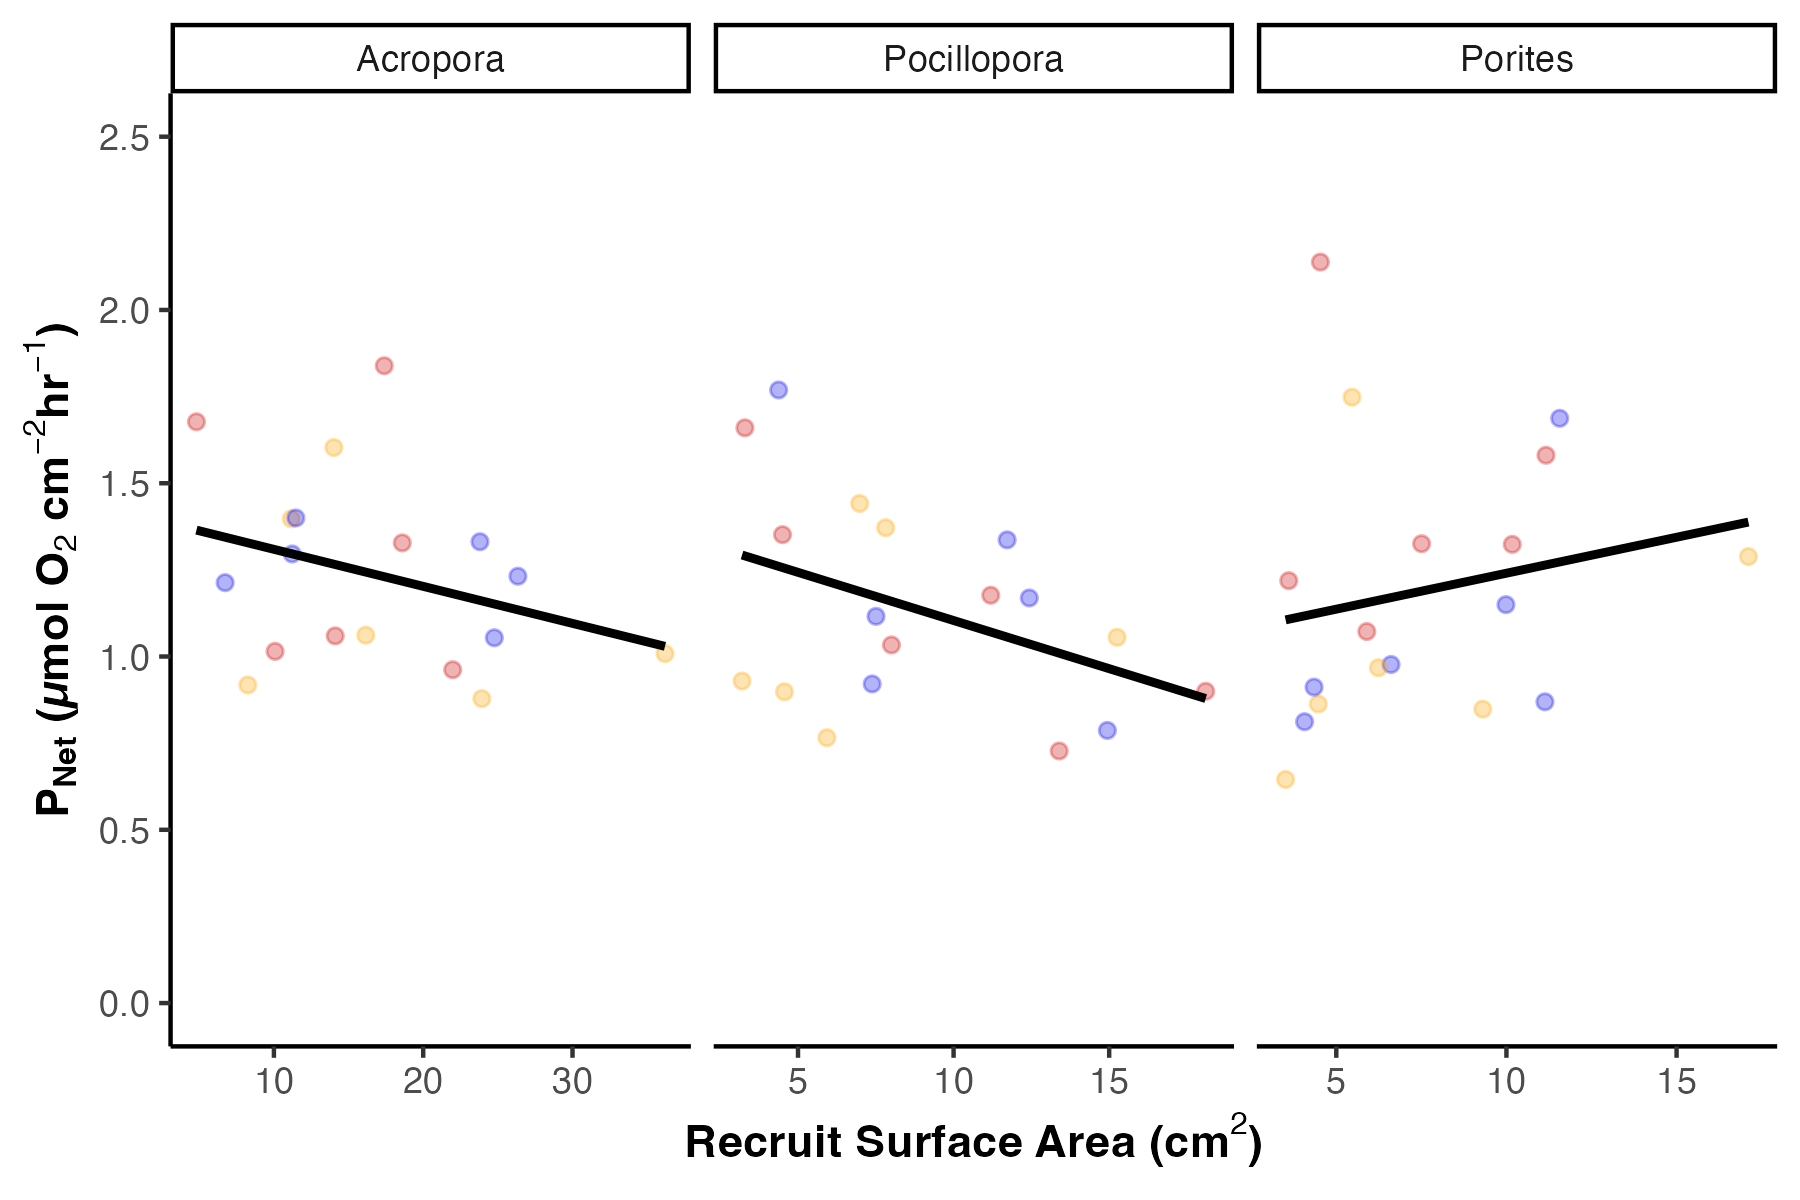 Acropora Pocillopora Porites
2.5
2.0
1.5
1.0
0.5
0.0
P_Net (μmol O₂ cm⁻²hr⁻¹)
10 20 30 5 10 15 5 10 15
Recruit Surface Area (cm²)